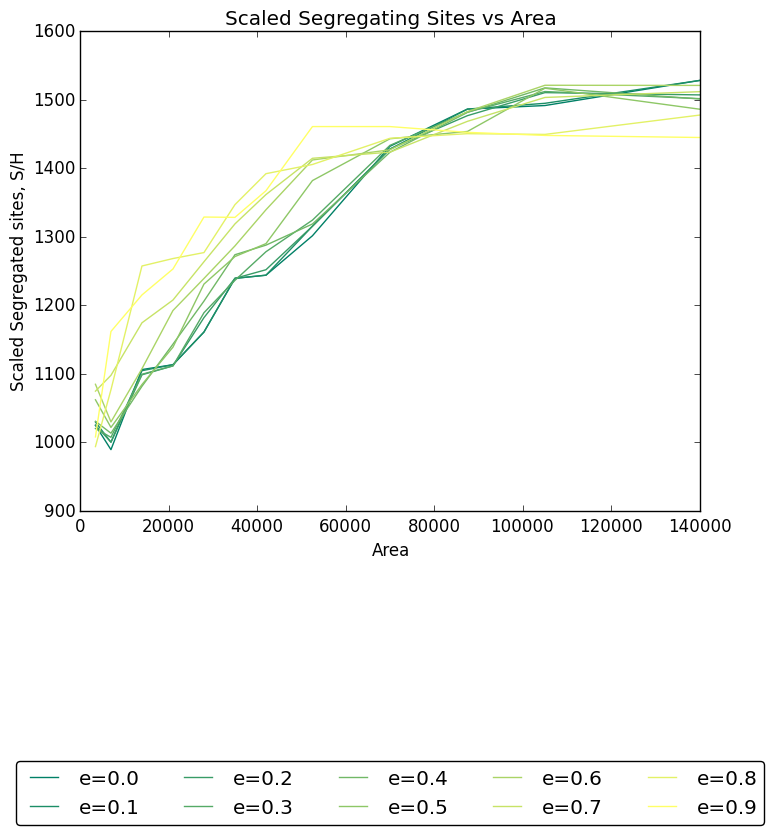 Scaled Segregating Sites vs Area
Scaled Segregated sites, S/H
1600
1500
1400
1300
1200
1100
1000
900
0 20000 40000 60000 80000 100000 120000 140000
Area
e=0.0 e=0.2 e=0.4 e=0.6 e=0.8
e=0.1 e=0.3 e=0.5 e=0.7 e=0.9